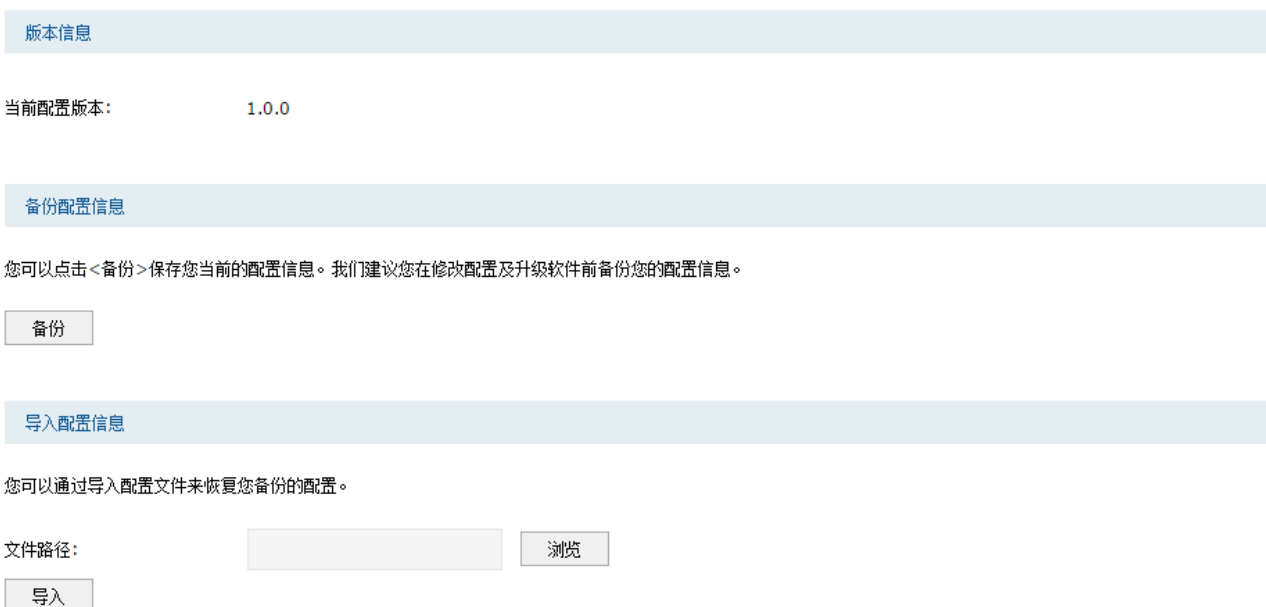 版本信息
当前配置版本: 1.0.0
备份配置信息
您可以点击<备份>保存您当前的配置信息。我们建议您在修改配置及升级软件前备份您的配置信息。
备份
导入配置信息
您可以通过导入配置文件来恢复您备份的配置。
文件路径: 浏览
导入